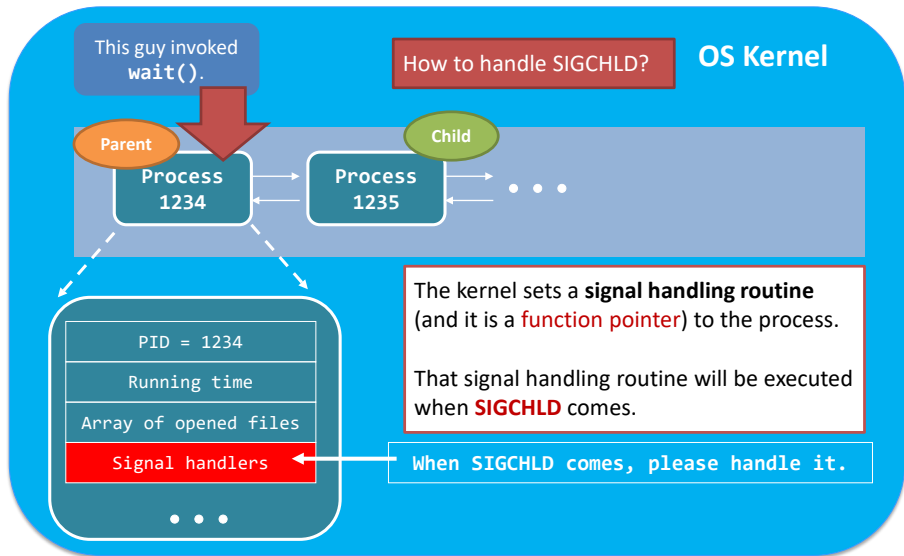 This guy invoked
wait().
How to handle SIGCHLD?
OS Kernel
Parent
Child
Process
1234
Process
1235
The kernel sets a signal handling routine
(and it is a function pointer) to the process.
That signal handling routine will be executed
when SIGCHLD comes.
PID = 1234
Running time
Array of opened files
Signal handlers
When SIGCHLD comes, please handle it.